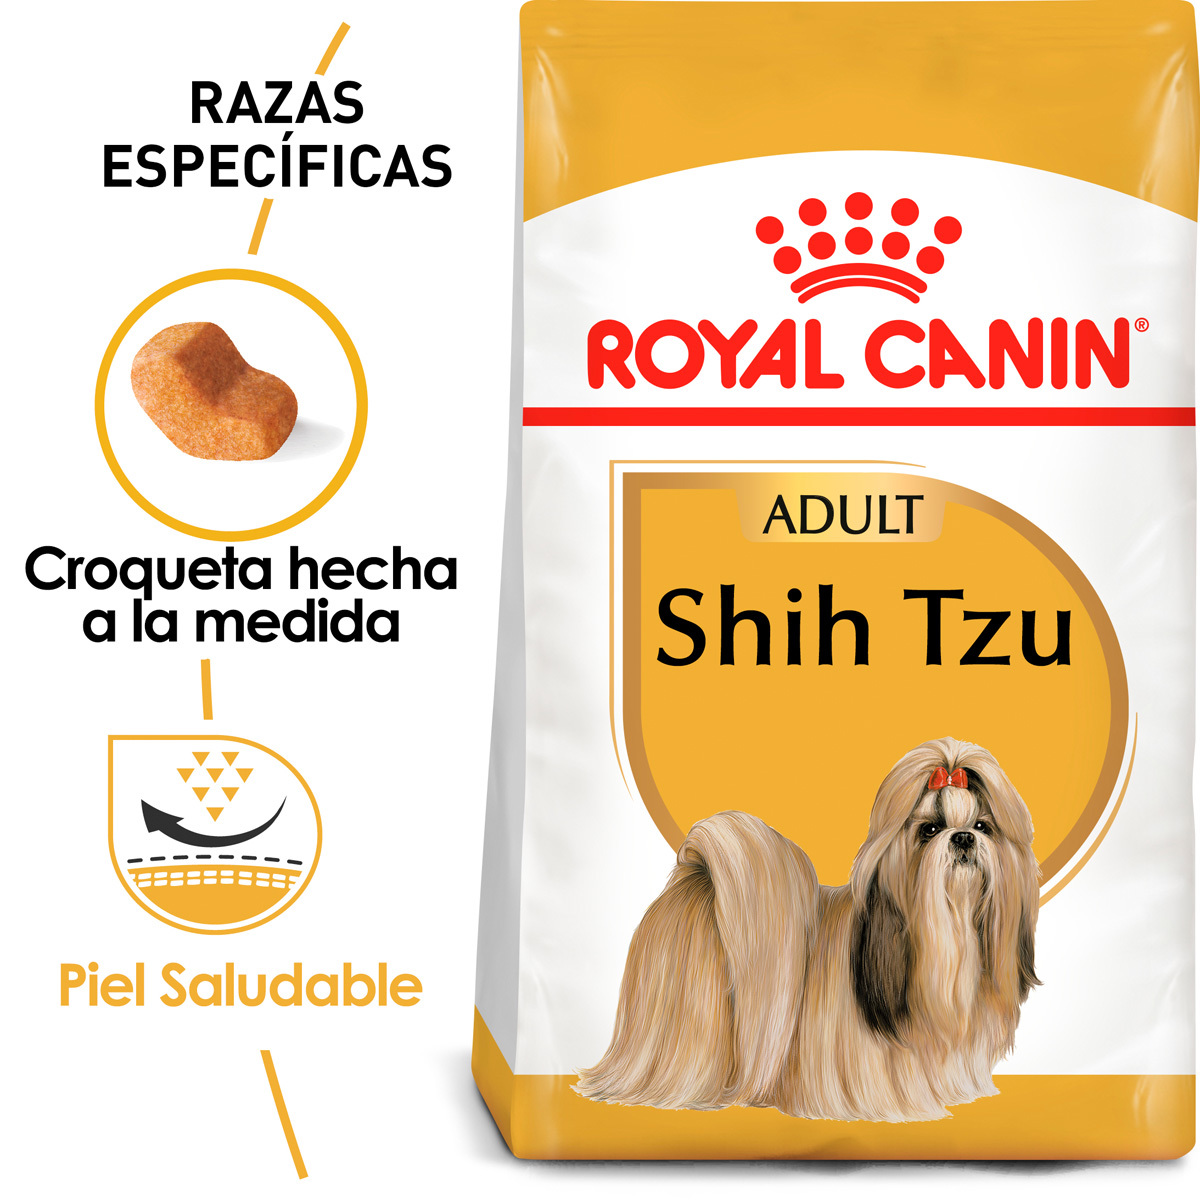 RAZAS
ESPECÍFICAS
Croqueta hecha
a la medida
Piel Saludable
ROYAL CANIN®
ADULT
Shih Tzu